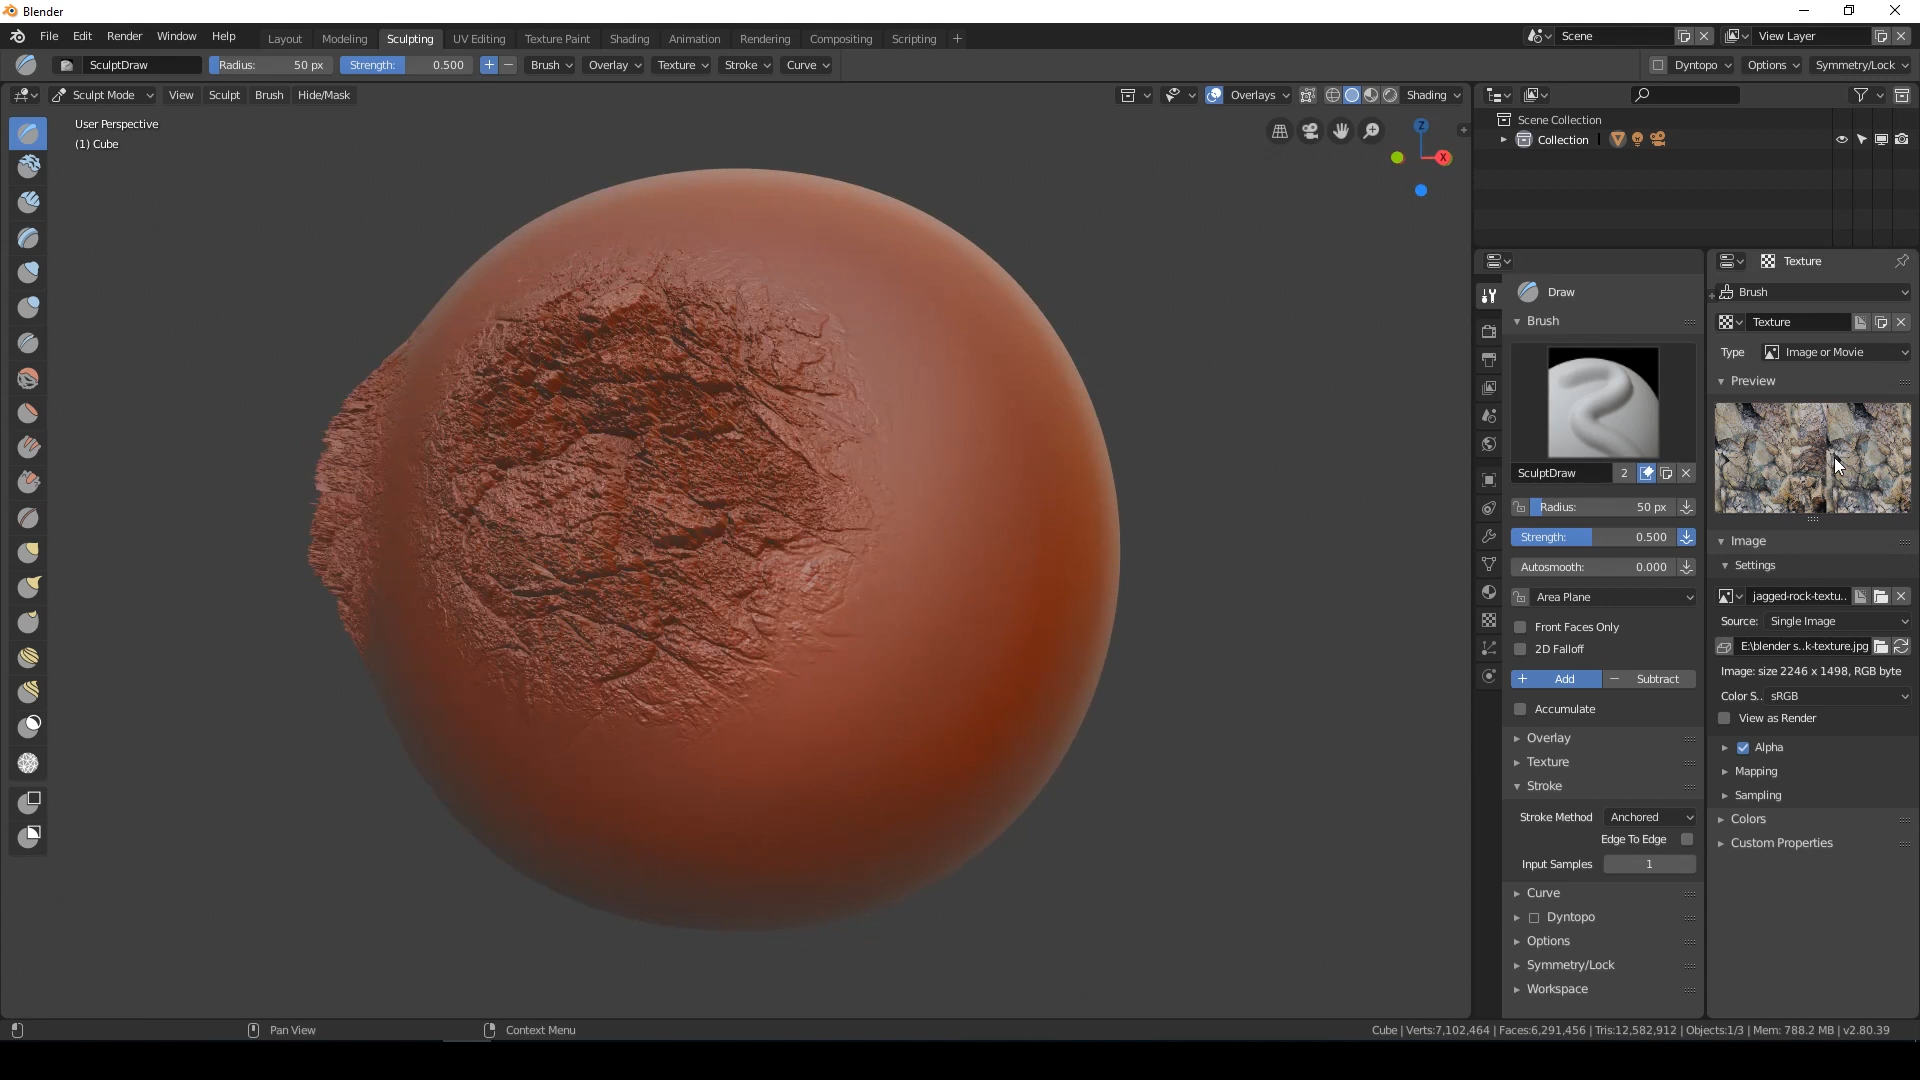 Blender
File Edit Render Window Help Layout Modeling Sculpting UV Editing Texture Paint Shading Animation Rendering Compositing Scripting + Scene View Layer
SculptDraw Radius: 50 px Strength: 0.500 Brush Overlay Texture Stroke Curve Dyntopo Options Symmetry/Lock
Sculpt Mode View Sculpt Brush Hide/Mask Overlays Shading
User Perspective
(1) Cube
Z
X
Scene Collection
Collection
Draw
Brush
SculptDraw 2
Radius: 50 px
Strength: 0.500
Autosmooth: 0.000
Area Plane
Front Faces Only
2D Falloff
Add Subtract
Accumulate
Overlay
Texture
Stroke
Stroke Method Anchored
Edge To Edge
Input Samples 1
Curve
Dyntopo
Options
Symmetry/Lock
Workspace
Texture
Brush
Texture
Type Image or Movie
Preview
Image
Settings
jagged-rock-textu..
Source: Single Image
E:\blender s..k-texture.jpg
Image: size 2246 x 1498, RGB byte
Color S.. sRGB
View as Render
Alpha
Mapping
Sampling
Colors
Custom Properties
Pan View Context Menu Cube | Verts:7,102,464 | Faces:6,291,456 | Tris:12,582,912 | Objects:1/3 | Mem: 788.2 MB | v2.80.39